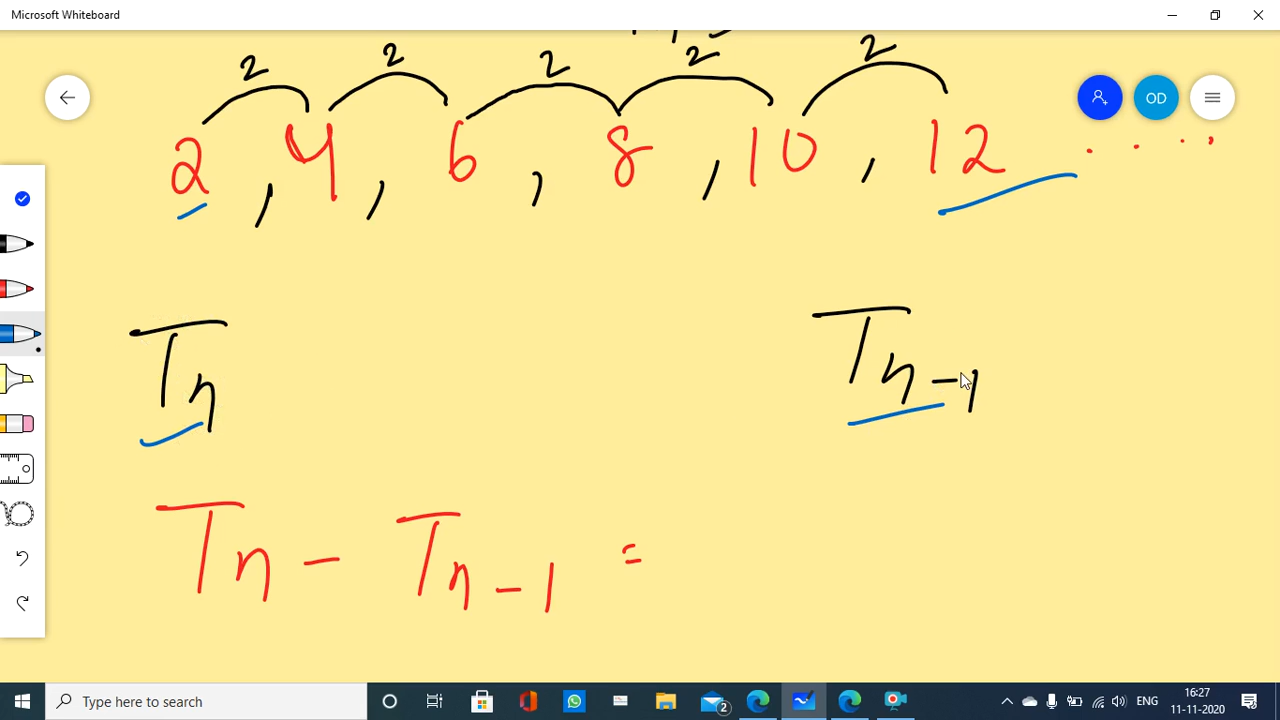 Microsoft Whiteboard
2 2 2 2 2
OD
2, 4, 6, 8, 10, 12 . . . . .
Tn Tn-1
Tn - Tn-1 =
Type here to search
2
ENG
16:27
11-11-2020